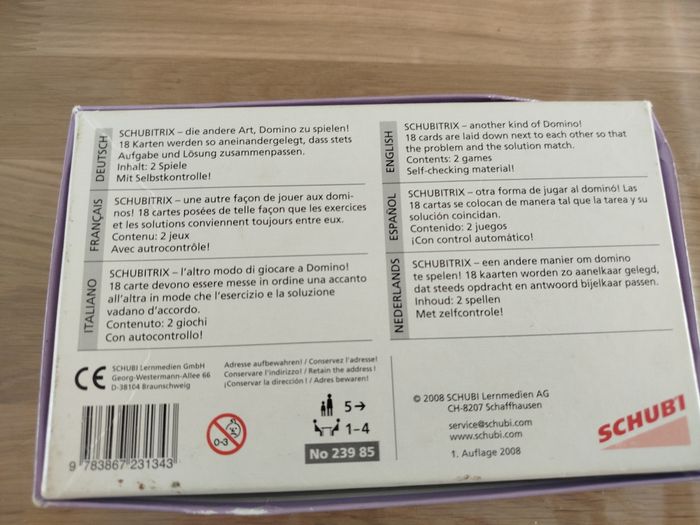 DEUTSCH
SCHUBITRIX – die andere Art, Domino zu spielen!
18 Karten werden so aneinandergelegt, dass stets
Aufgabe und Lösung zusammenpassen.
Inhalt: 2 Spiele
Mit Selbstkontrolle!
FRANÇAIS
SCHUBITRIX – une autre façon de jouer aux domi-
nos! 18 cartes posées de telle façon que les exercices
et les solutions conviennent toujours entre eux.
Contenu: 2 jeux
Avec autocontrôle!
ITALIANO
SCHUBITRIX – l'altro modo di giocare a Domino!
18 carte devono essere messe in ordine una accanto
all'altra in mode che l'esercizio e la soluzione
vadano d'accordo.
Contenuto: 2 giochi
Con autocontrollo!
ENGLISH
SCHUBITRIX – another kind of Domino!
18 cards are laid down next to each other so that
the problem and the solution match.
Contents: 2 games
Self-checking material!
ESPAÑOL
SCHUBITRIX – otra forma de jugar al dominó! Las
18 cartas se colocan de manera tal que la tarea y su
solución coincidan.
Contenido: 2 juegos
¡Con control automático!
NEDERLANDS
SCHUBITRIX – een andere manier om domino
te spelen! 18 kaarten worden zo aanelkaar gelegd,
dat steeds opdracht en antwoord bijelkaar passen.
Inhoud: 2 spellen
Met zelfcontrole!
CE
SCHUBI Lernmedien GmbH
Georg-Westermann-Allee 66
D-38104 Braunschweig
Adresse aufbewahren! / Conservez l'adresse!
Conservare l'indirizzo! / Retain the address!
¡Conservar la dirección! / Adres bewaren!
9 783867 231343
0-3
5→
1–4
No 239 85
© 2008 SCHUBI Lernmedien AG
CH-8207 Schaffhausen
service@schubi.com
www.schubi.com
1. Auflage 2008
SCHUBI